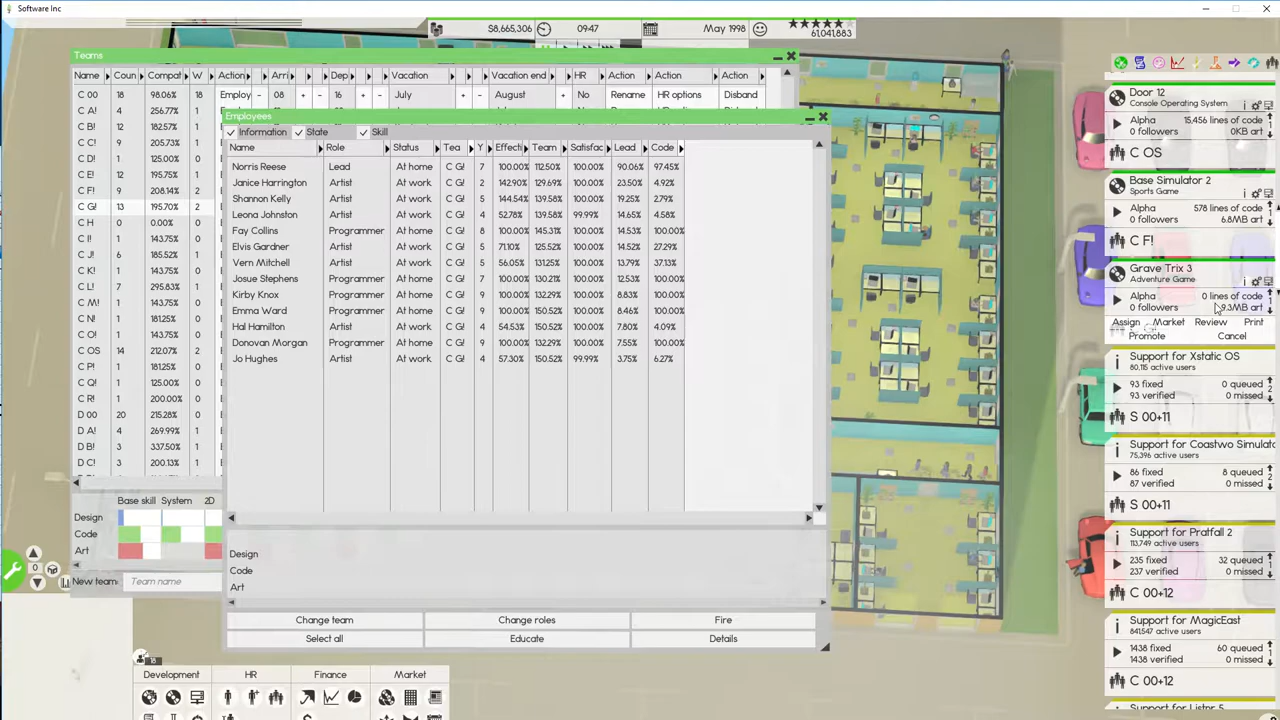 Software Inc
$8,665,306 09:47 May 1998 61,041,883
Teams
Name Coun Compat W Action Arri Dep Vacation Vacation end HR Action Action Action
C 00 18 98.06% 18 Employ - 08 + - 16 + - July + - August + No Rename HR options Disband
C A! 4 256.77%
C B! 12 182.57%
C C! 9 205.73%
C D! 1 125.00% 0
C E! 12 195.75% 1
C F! 9 208.14% 2
C G! 13 195.70% 2
C H 0 0.00% 0
C I! 1 143.75% 0
C J! 6 185.52% 1
C K! 1 143.75% 0
C L! 7 295.83% 1
C M! 1 143.75% 0
C N! 1 181.25% 0
C O! 1 143.75% 0
C OS 14 212.07% 2
C P! 1 181.25% 0
C Q! 1 125.00% 0
C R! 1 200.00% 0
D 00 20 215.28% 0
D A! 4 269.99% 1
D B! 3 337.50% 1
D C! 3 200.13% 1
Base skill System 2D
Design
Code
Art
New team: Team name
Employees
Information State Skill
Name Role Status Tea Y Effecti Team Satisfac Lead Code
Norris Reese Lead At home C G! 7 100.00% 112.50% 100.00% 90.06% 97.45%
Janice Harrington Artist At work C G! 142.90% 129.69% 100.00% 23.50% 4.92%
Shannon Kelly Artist At work C G! 144.54% 139.58% 100.00% 19.25% 2.79%
Leona Johnston Artist At work C G! 4 52.78% 139.58% 99.99% 14.65% 4.58%
Fay Collins Programmer At home C G! 8 100.00% 145.31% 100.00% 14.53% 100.00%
Elvis Gardner Artist At work C G! 5 71.10% 125.52% 100.00% 14.52% 27.29%
Vern Mitchell Artist At work C G! 5 56.05% 131.25% 100.00% 13.79% 37.13%
Josue Stephens Programmer At home C G! 7 100.00% 130.21% 100.00% 12.53% 100.00%
Kirby Knox Programmer At home C G! 9 100.00% 132.29% 100.00% 8.83% 100.00%
Emma Ward Programmer At home C G! 9 100.00% 132.29% 100.00% 8.46% 100.00%
Hal Hamilton Artist At work C G! 4 54.53% 150.52% 100.00% 7.80% 4.09%
Donovan Morgan Programmer At home C G! 9 100.00% 132.29% 100.00% 7.55% 100.00%
Jo Hughes Artist At work C G! 4 57.30% 150.52% 99.99% 3.75% 6.27%
Design
Code
Art
Change team Change roles Fire
Select all Educate Details
18
Development HR Finance Market
Door 12
Console Operating System
Alpha 15,456 lines of code
0 followers 0KB art 1
C OS
Base Simulator 2
Sports Game
Alpha 578 lines of code
0 followers 6.8MB art 1
C F!
Grave Trix 3
Adventure Game
Alpha 0 lines of code
0 followers 9.3MB art 1
Assign Market Review Print
Promote Cancel
Support for Xstatic OS
80,115 active users
93 fixed 0 queued
93 verified 0 missed 2
S 00+11
Support for Coastwo Simulato
75,396 active users
86 fixed 8 queued
87 verified 0 missed 2
S 00+11
Support for Pratfall 2
113,749 active users
235 fixed 32 queued
237 verified 0 missed 1
C 00+12
Support for MagicEast
841,547 active users
1438 fixed 60 queued
1438 verified 0 missed 1
C 00+12
Support for Listnr 5